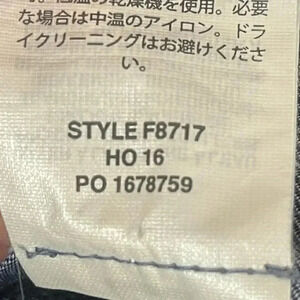 温の乾燥機を使用。必要
な場合は中温のアイロン。ドラ
イクリーニングはお避けくださ
い。
STYLE F8717
HO 16
PO 1678759